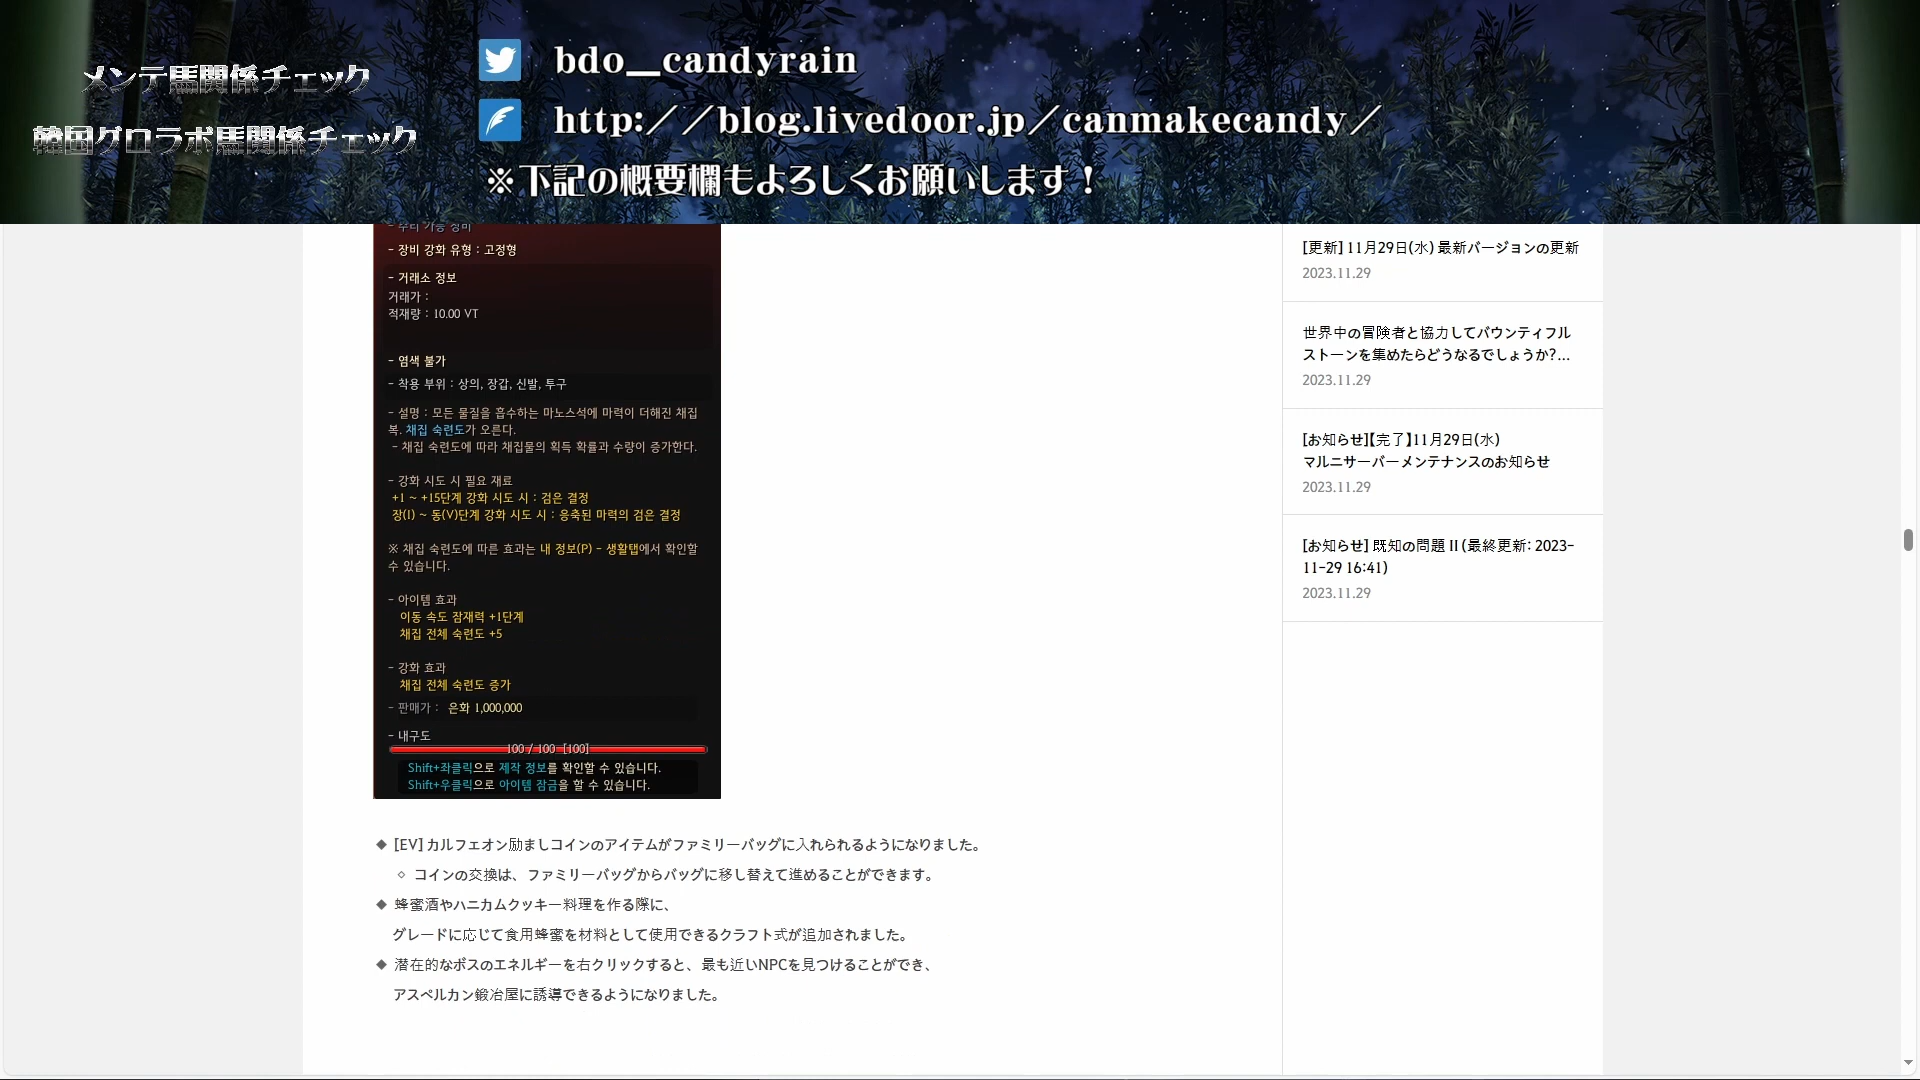 メンテ馬関係チェック
韓国グロラボ馬関係チェック
bdo__candyrain
http://blog.livedoor.jp/canmakecandy/
※下記の概要欄もよろしくお願いします！
- 수리 가능 장비
- 장비 강화 유형 : 고정형
- 거래소 정보
거래가 :
적재량 : 10.00 VT
- 염색 불가
- 착용 부위 : 상의, 장갑, 신발, 투구
- 설명 : 모든 물질을 흡수하는 마노스석에 마력이 더해진 채집
복. 채집 숙련도가 오른다.
- 채집 숙련도에 따라 채집물의 획득 확률과 수량이 증가한다.
- 강화 시도 시 필요 재료
+1 ~ +15단계 강화 시도 시 : 검은 결정
장(I) ~ 동(V)단계 강화 시도 시 : 응축된 마력의 검은 결정
※ 채집 숙련도에 따른 효과는 내 정보(P) - 생활탭에서 확인할
수 있습니다.
- 아이템 효과
이동 속도 잠재력 +1단계
채집 전체 숙련도 +5
- 강화 효과
채집 전체 숙련도 증가
- 판매가 : 은화 1,000,000
- 내구도
100 / 100 [100]
Shift+좌클릭으로 제작 정보를 확인할 수 있습니다.
Shift+우클릭으로 아이템 잠금을 할 수 있습니다.
◆ [EV] カルフェオン励ましコインのアイテムがファミリーバッグに入れられるようになりました。
◇ コインの交換は、ファミリーバッグからバッグに移し替えて進めることができます。
◆ 蜂蜜酒やハニカムクッキー料理を作る際に、
グレードに応じて食用蜂蜜を材料として使用できるクラフト式が追加されました。
◆ 潜在的なボスのエネルギーを右クリックすると、最も近いNPCを見つけることができ、
アスペルカン鍛冶屋に誘導できるようになりました。
[更新] 11月29日(水) 最新バージョンの更新
2023.11.29
世界中の冒険者と協力してバウンティフル
ストーンを集めたらどうなるでしょうか?...
2023.11.29
[お知らせ]【完了】11月29日(水)
マルニサーバーメンテナンスのお知らせ
2023.11.29
[お知らせ] 既知の問題 II (最終更新: 2023-
11-29 16:41)
2023.11.29